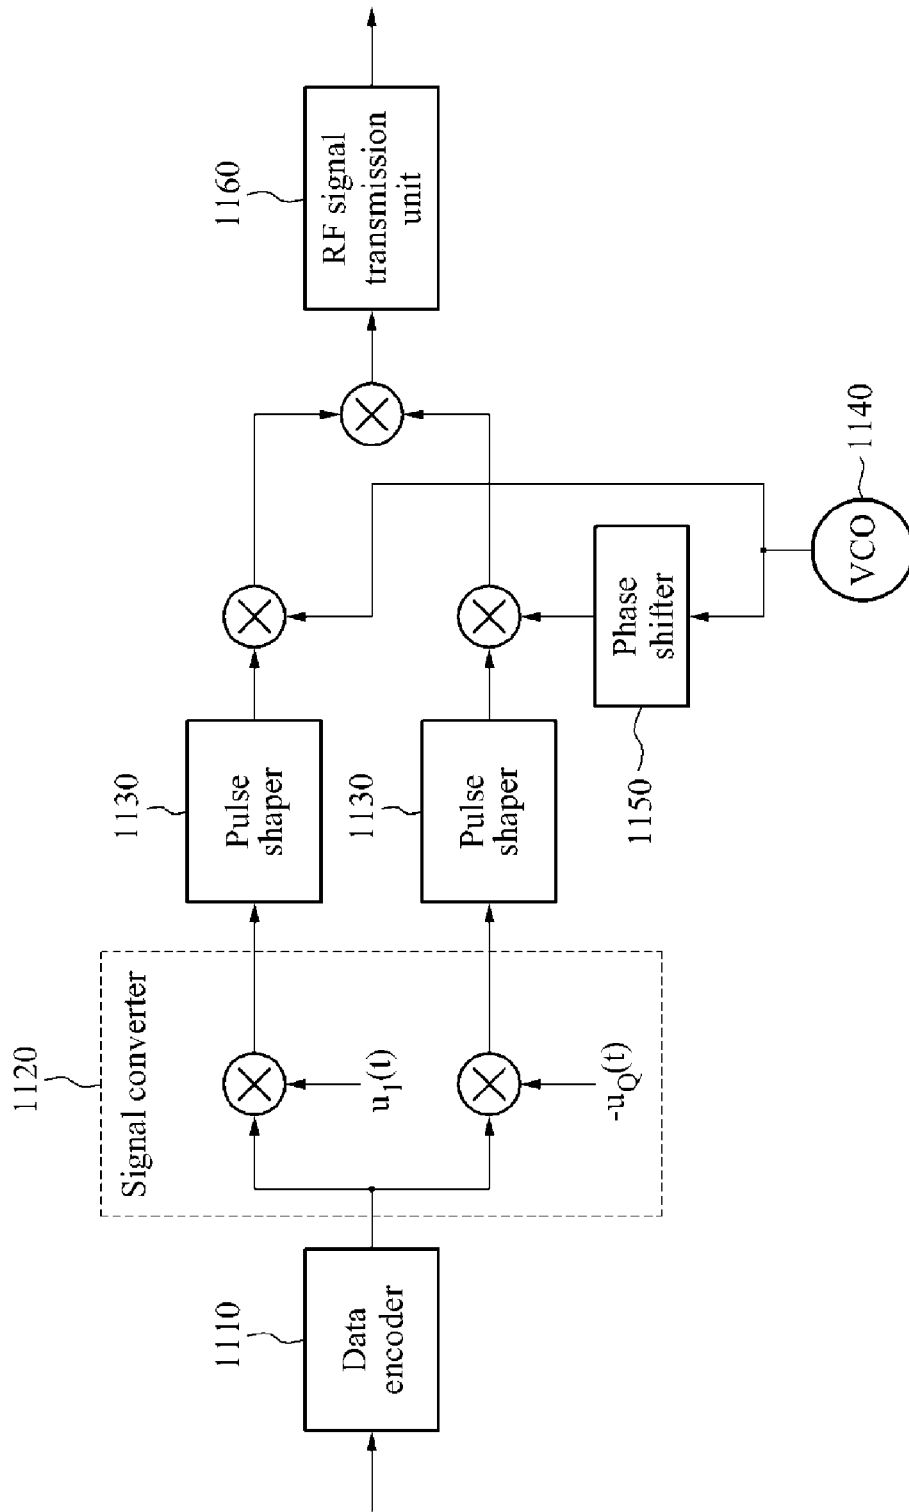 1110
Data
encoder
1120
Signal converter
u₁(t)
-u_Q(t)
1130
Pulse
shaper
1130
Pulse
shaper
1150
Phase
shifter
VCO
1140
1160
RF signal
transmission
unit